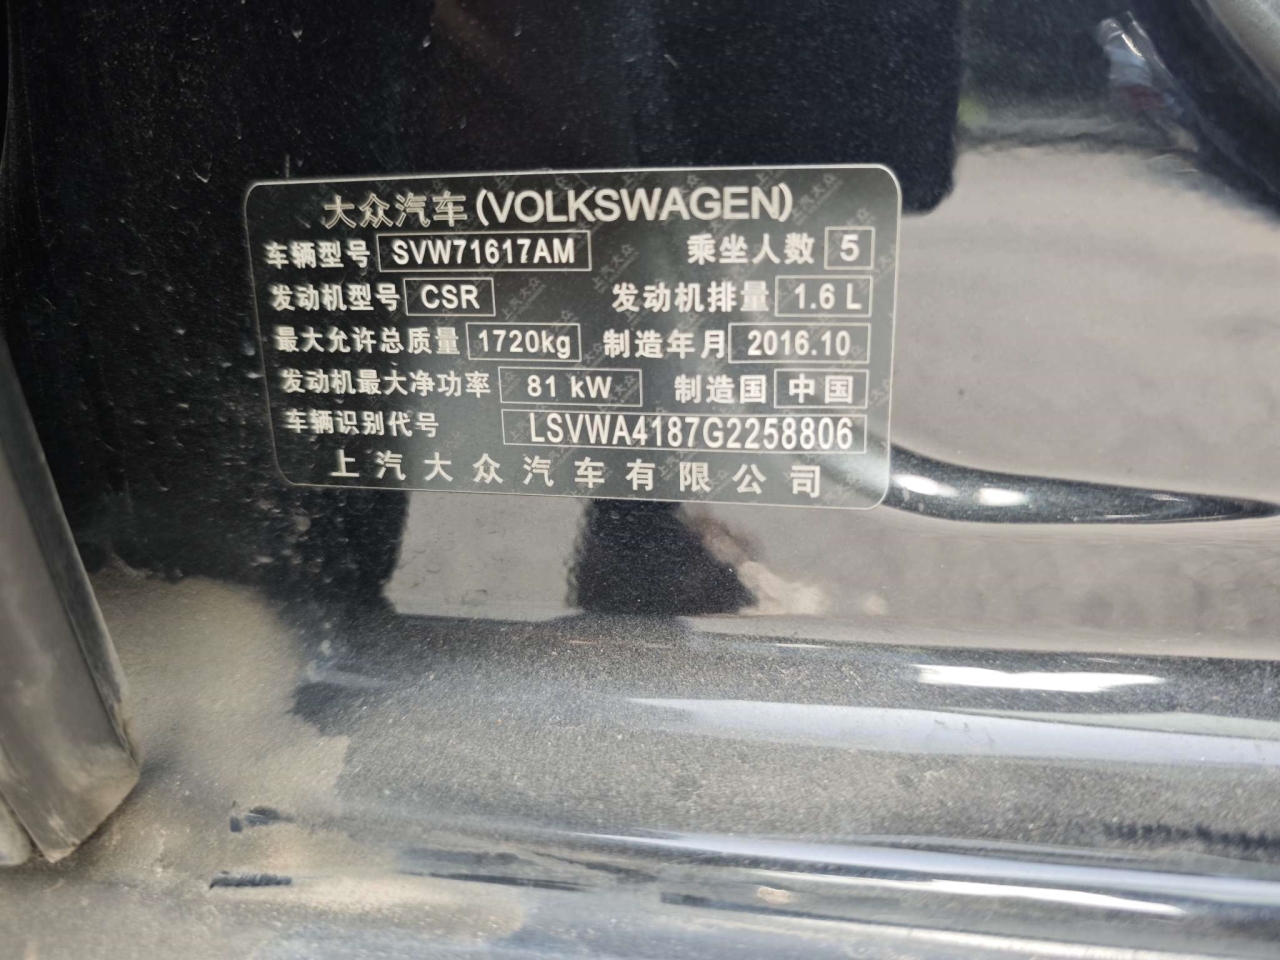 大众汽车(VOLKSWAGEN)
车辆型号 SVW71617AM 乘坐人数 5
发动机型号 CSR 发动机排量 1.6 L
最大允许总质量 1720kg 制造年月 2016.10
发动机最大净功率 81 kW 制造国 中国
车辆识别代号 LSVWA4187G2258806
上汽大众汽车有限公司